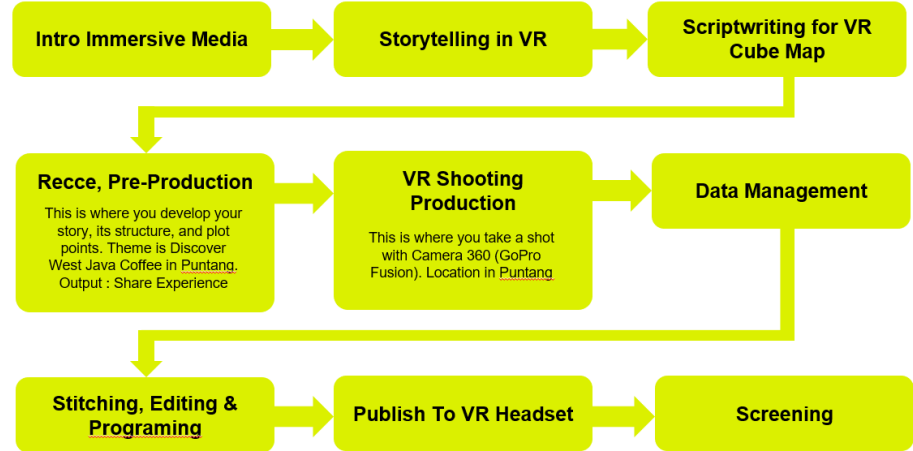 Intro Immersive Media
Storytelling in VR
Scriptwriting for VR
Cube Map
Recce, Pre-Production
This is where you develop your
story, its structure, and plot
points. Theme is Discover
West Java Coffee in Puntang.
Output : Share Experience
VR Shooting
Production
This is where you take a shot
with Camera 360 (GoPro
Fusion). Location in Puntang
Data Management
Stitching, Editing &
Programing
Publish To VR Headset
Screening